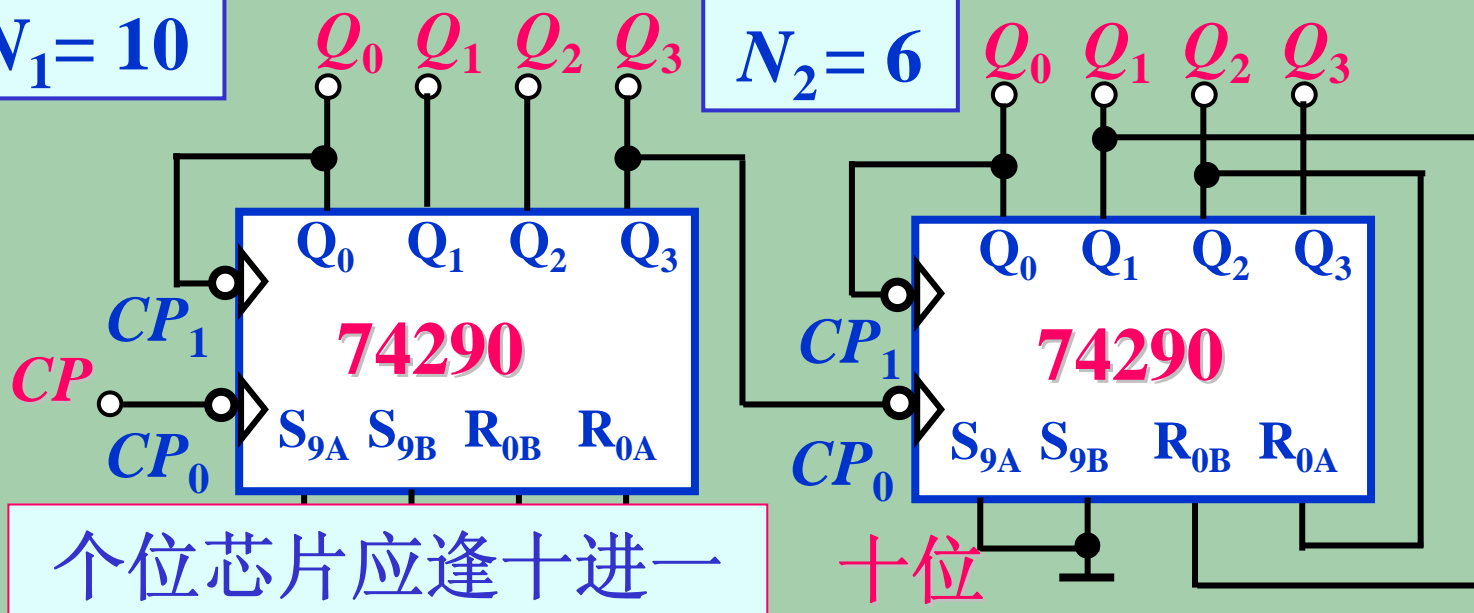 N₁= 10
Q₀ Q₁ Q₂ Q₃
N₂= 6
Q₀ Q₁ Q₂ Q₃
Q₀ Q₁ Q₂ Q₃
Q₀ Q₁ Q₂ Q₃
CP₁
74290
CP₁
74290
CP
CP₀
S₉A S₉B R₀B R₀A
CP₀
S₉A S₉B R₀B R₀A
个位芯片应逢十进一
十位